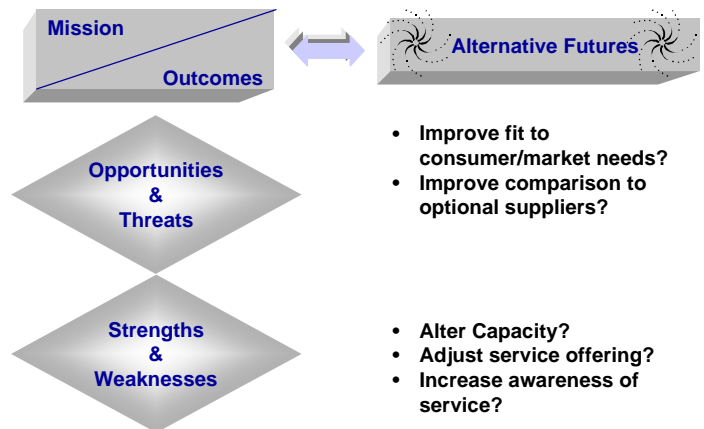 Mission
Outcomes
Alternative Futures
Opportunities
&
Threats
• Improve fit to
consumer/market needs?
• Improve comparison to
optional suppliers?
Strengths
&
Weaknesses
• Alter Capacity?
• Adjust service offering?
• Increase awareness of
service?